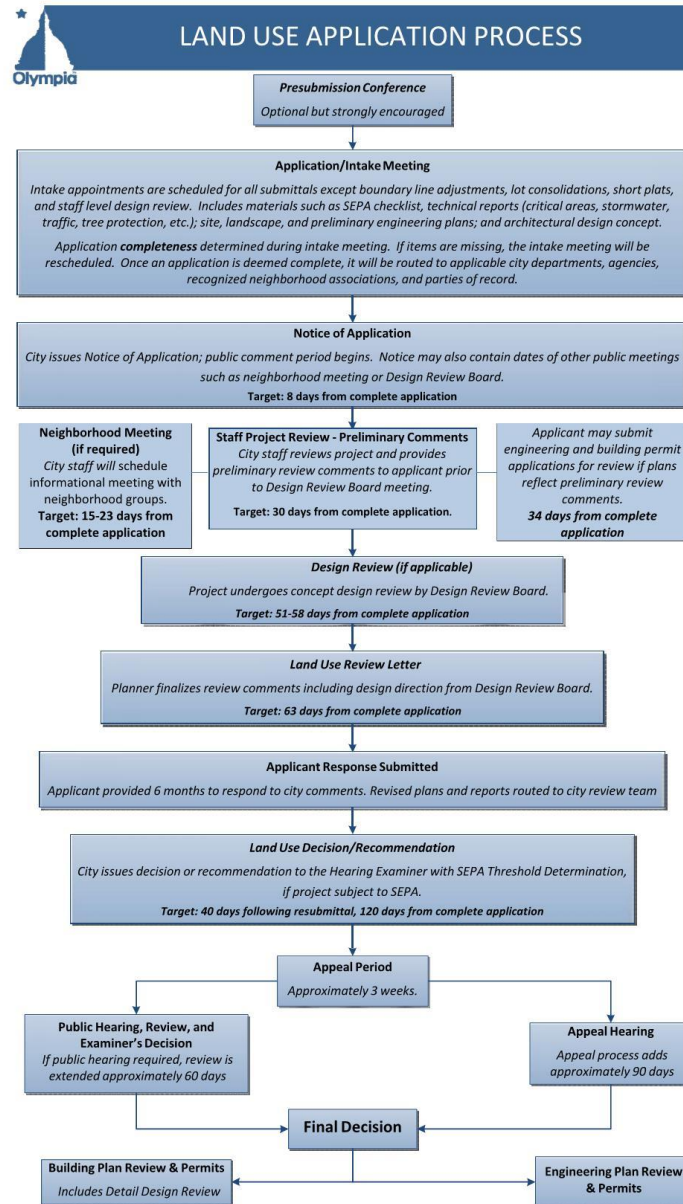 Olympia™
LAND USE APPLICATION PROCESS
Presubmission Conference
Optional but strongly encouraged
Application/Intake Meeting
Intake appointments are scheduled for all submittals except boundary line adjustments, lot consolidations, short plats,
and staff level design review. Includes materials such as SEPA checklist, technical reports (critical areas, stormwater,
traffic, tree protection, etc.); site, landscape, and preliminary engineering plans; and architectural design concept.
Application completeness determined during intake meeting. If items are missing, the intake meeting will be
rescheduled. Once an application is deemed complete, it will be routed to applicable city departments, agencies,
recognized neighborhood associations, and parties of record.
Notice of Application
City issues Notice of Application; public comment period begins. Notice may also contain dates of other public meetings
such as neighborhood meeting or Design Review Board.
Target: 8 days from complete application
Neighborhood Meeting
(if required)
City staff will schedule
informational meeting with
neighborhood groups.
Target: 15-23 days from
complete application
Staff Project Review - Preliminary Comments
City staff reviews project and provides
preliminary review comments to applicant prior
to Design Review Board meeting.
Target: 30 days from complete application.
Applicant may submit
engineering and building permit
applications for review if plans
reflect preliminary review
comments.
34 days from complete
application
Design Review (if applicable)
Project undergoes concept design review by Design Review Board.
Target: 51-58 days from complete application
Land Use Review Letter
Planner finalizes review comments including design direction from Design Review Board.
Target: 63 days from complete application
Applicant Response Submitted
Applicant provided 6 months to respond to city comments. Revised plans and reports routed to city review team
Land Use Decision/Recommendation
City issues decision or recommendation to the Hearing Examiner with SEPA Threshold Determination,
if project subject to SEPA.
Target: 40 days following resubmittal, 120 days from complete application
Appeal Period
Approximately 3 weeks.
Public Hearing, Review, and
Examiner's Decision
If public hearing required, review is
extended approximately 60 days
Appeal Hearing
Appeal process adds
approximately 90 days
Final Decision
Building Plan Review & Permits
Includes Detail Design Review
Engineering Plan Review
& Permits